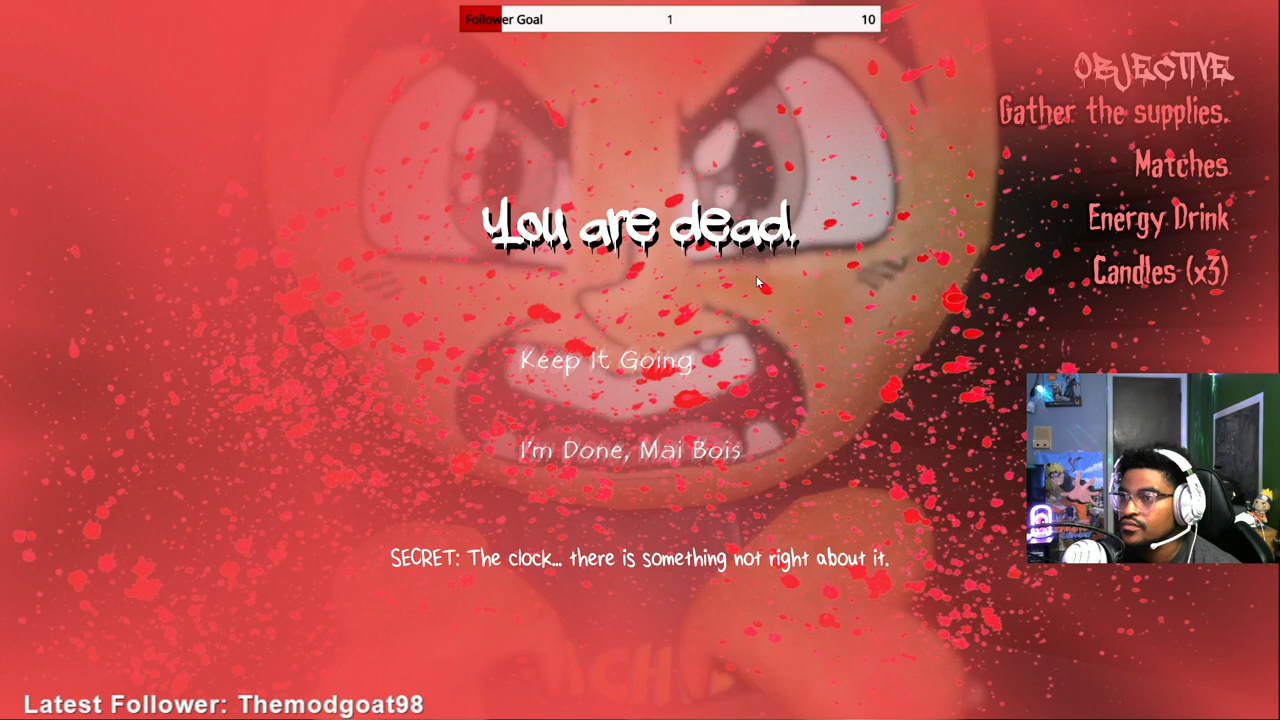 Follower Goal 1 10
OBJECTIVE
Gather the supplies.
Matches
Energy Drink
Candles (x3)
You are dead.
Keep It Going
I'm Done, Mai Bois
SECRET: The clock... there is something not right about it.
Latest Follower: Themodgoat98